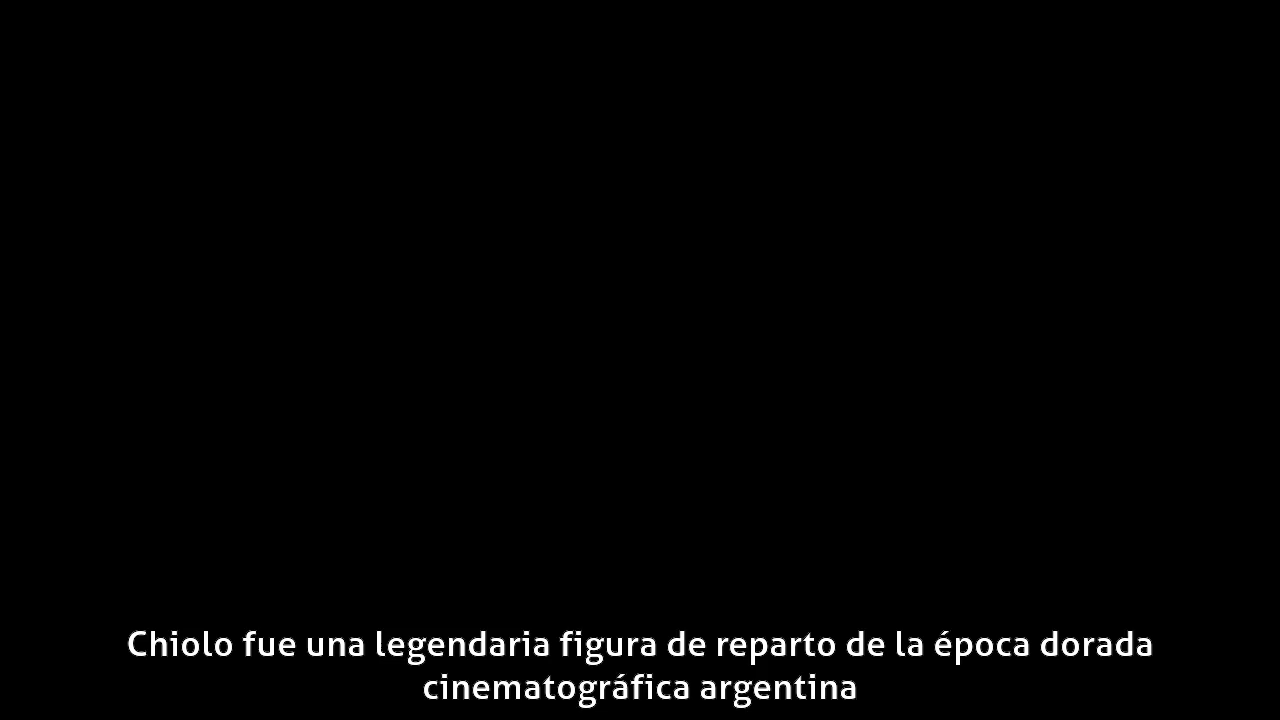 Chiolo fue una legendaria figura de reparto de la época dorada
cinematográfica argentina